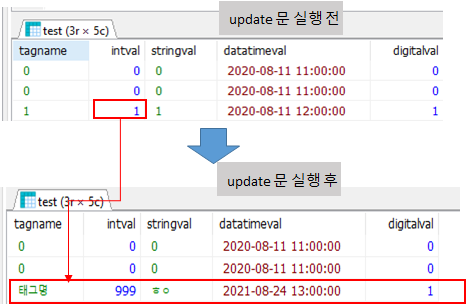 update 문 실행 전
test (3r × 5c)
tagname intval stringval datatimeval digitalval
0 0 0 2020-08-11 11:00:00 0
0 0 0 2020-08-11 11:00:00 0
1 1 1 2020-08-11 12:00:00 1
update 문 실행 후
test (3r × 5c)
tagname intval stringval datatimeval digitalval
0 0 0 2020-08-11 11:00:00 0
0 0 0 2020-08-11 11:00:00 0
태그명 999 ㅎㅇ 2021-08-24 13:00:00 1